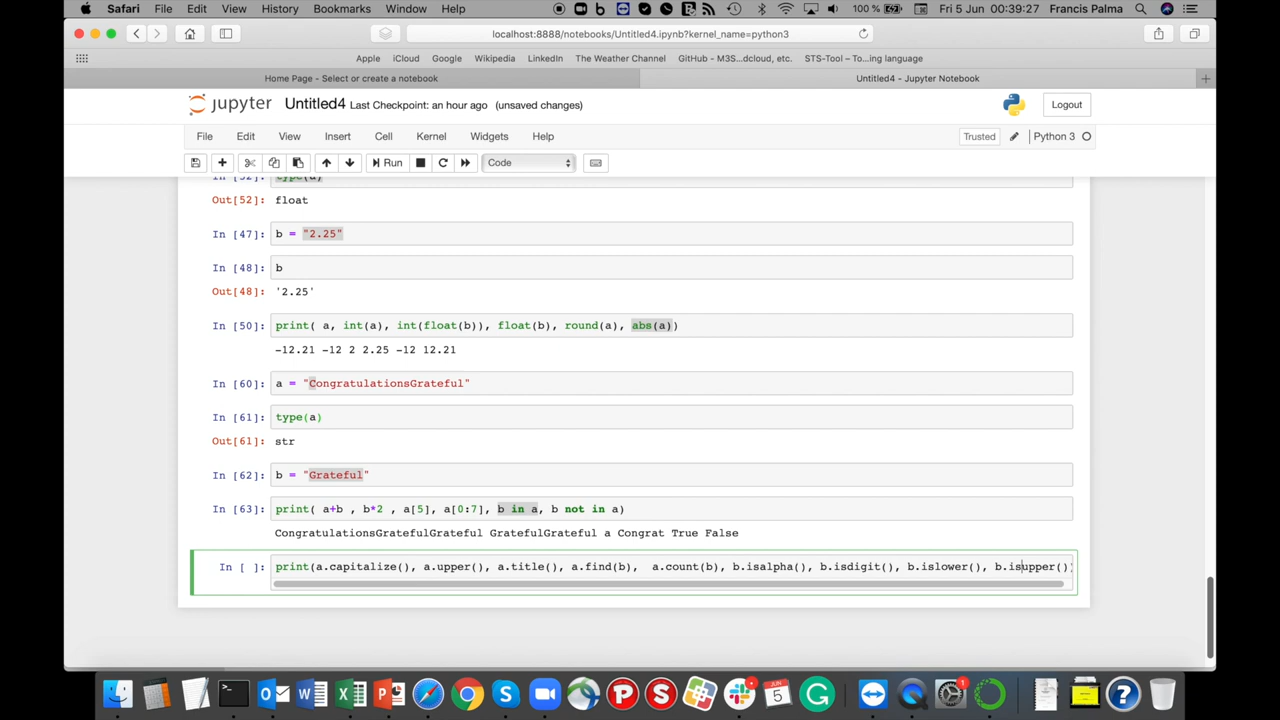 Safari File Edit View History Bookmarks Window Help 100 % Fri 5 Jun 00:39:27 Francis Palma
localhost:8888/notebooks/Untitled4.ipynb?kernel_name=python3
Apple iCloud Google Wikipedia LinkedIn The Weather Channel GitHub - M3S...dcloud, etc. STS-Tool – To...ing language
Home Page - Select or create a notebook Untitled4 - Jupyter Notebook
jupyter Untitled4 Last Checkpoint: an hour ago (unsaved changes) Logout
File Edit View Insert Cell Kernel Widgets Help Trusted Python 3
Run Code
In [52]: type(a)
Out[52]: float
In [47]: b = "2.25"
In [48]: b
Out[48]: '2.25'
In [50]: print( a, int(a), int(float(b)), float(b), round(a), abs(a))
-12.21 -12 2 2.25 -12 12.21
In [60]: a = "CongratulationsGrateful"
In [61]: type(a)
Out[61]: str
In [62]: b = "Grateful"
In [63]: print( a+b , b*2 , a[5], a[0:7], b in a, b not in a)
CongratulationsGratefulGrateful GratefulGrateful a Congrat True False
In [ ]: print(a.capitalize(), a.upper(), a.title(), a.find(b), a.count(b), b.isalpha(), b.isdigit(), b.islower(), b.isupper())